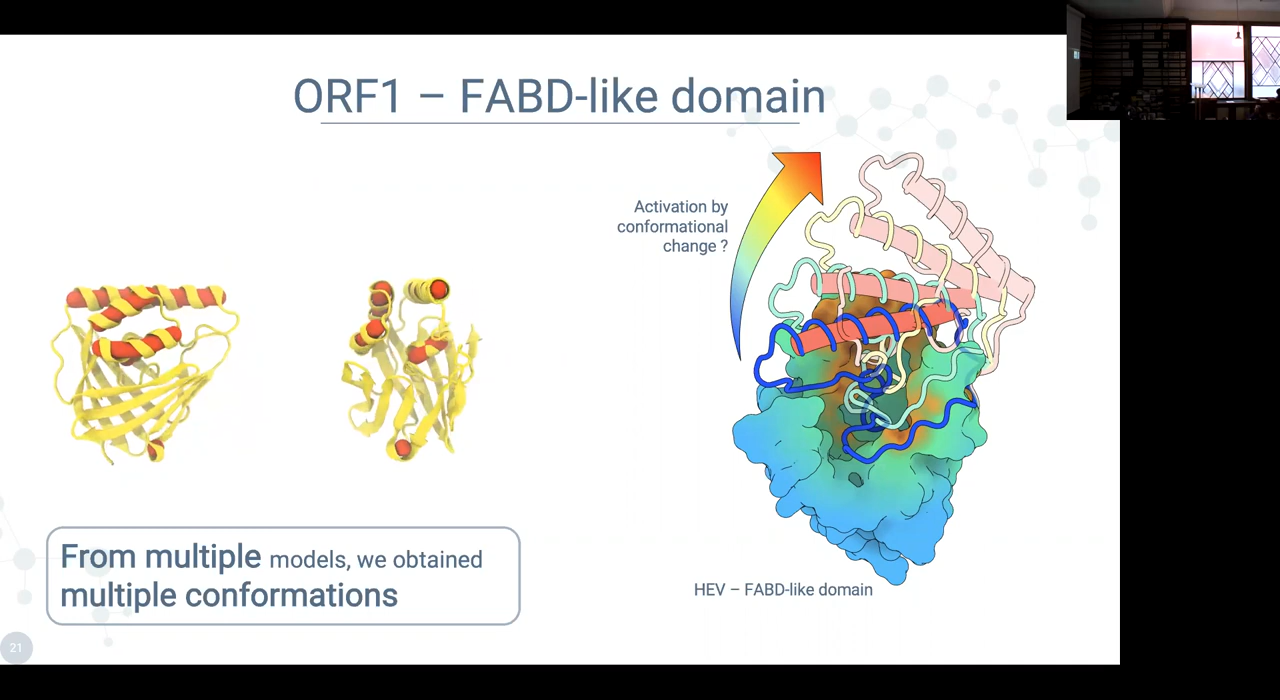 ORF1 – FABD-like domain
Activation by
conformational
change ?
From multiple models, we obtained
multiple conformations
HEV – FABD-like domain
21